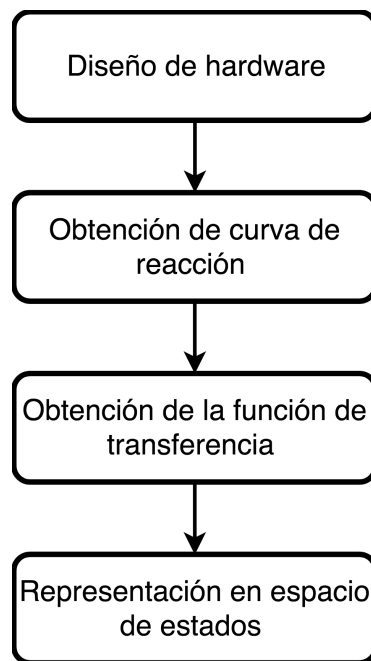 Diseño de hardware
Obtención de curva de
reacción
Obtención de la función de
transferencia
Representación en espacio
de estados